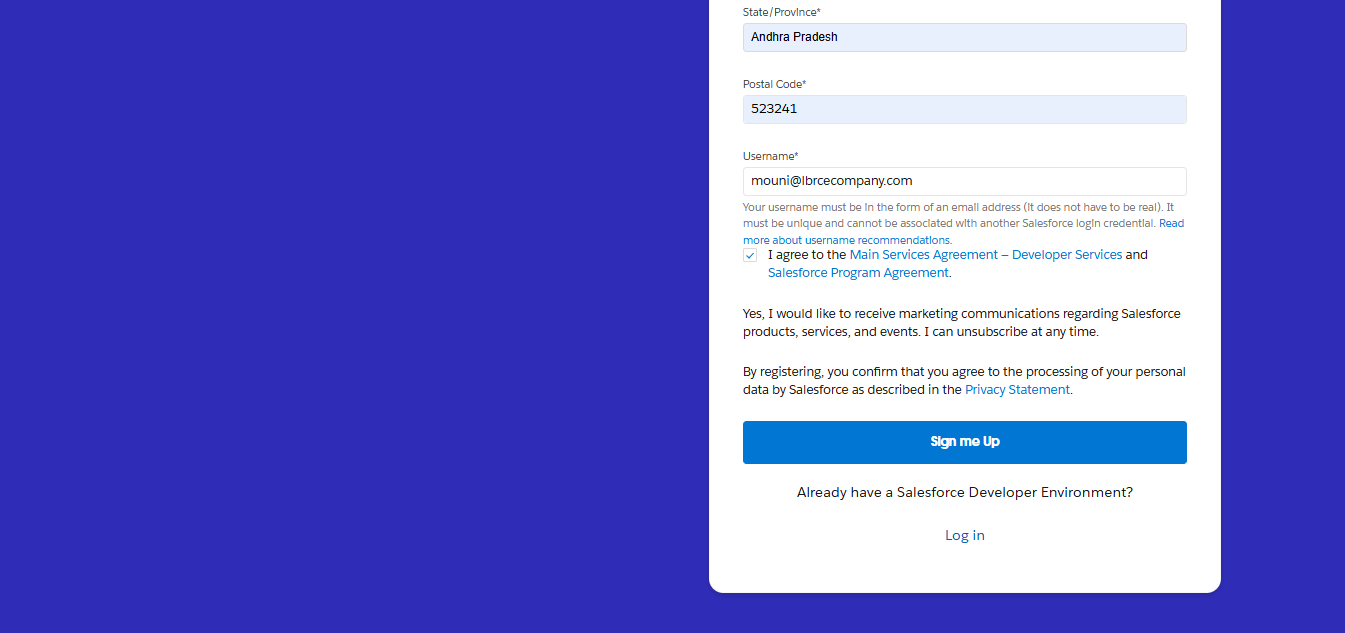 State/Province*
Andhra Pradesh
Postal Code*
523241
Username*
mouni@lbrcecompany.com
Your username must be in the form of an email address (it does not have to be real). It
must be unique and cannot be associated with another Salesforce login credential. Read
more about username recommendations.
I agree to the Main Services Agreement – Developer Services and
Salesforce Program Agreement.
Yes, I would like to receive marketing communications regarding Salesforce
products, services, and events. I can unsubscribe at any time.
By registering, you confirm that you agree to the processing of your personal
data by Salesforce as described in the Privacy Statement.
Sign me Up
Already have a Salesforce Developer Environment?
Log in